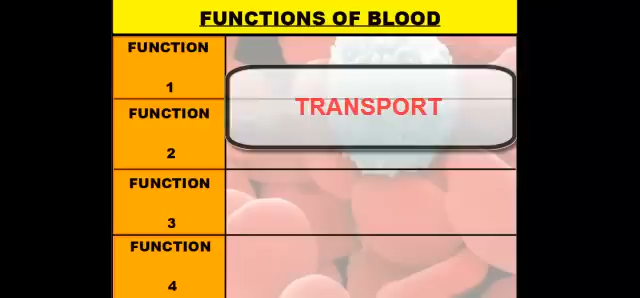 FUNCTIONS OF BLOOD
FUNCTION
1
TRANSPORT
FUNCTION
2
FUNCTION
3
FUNCTION
4